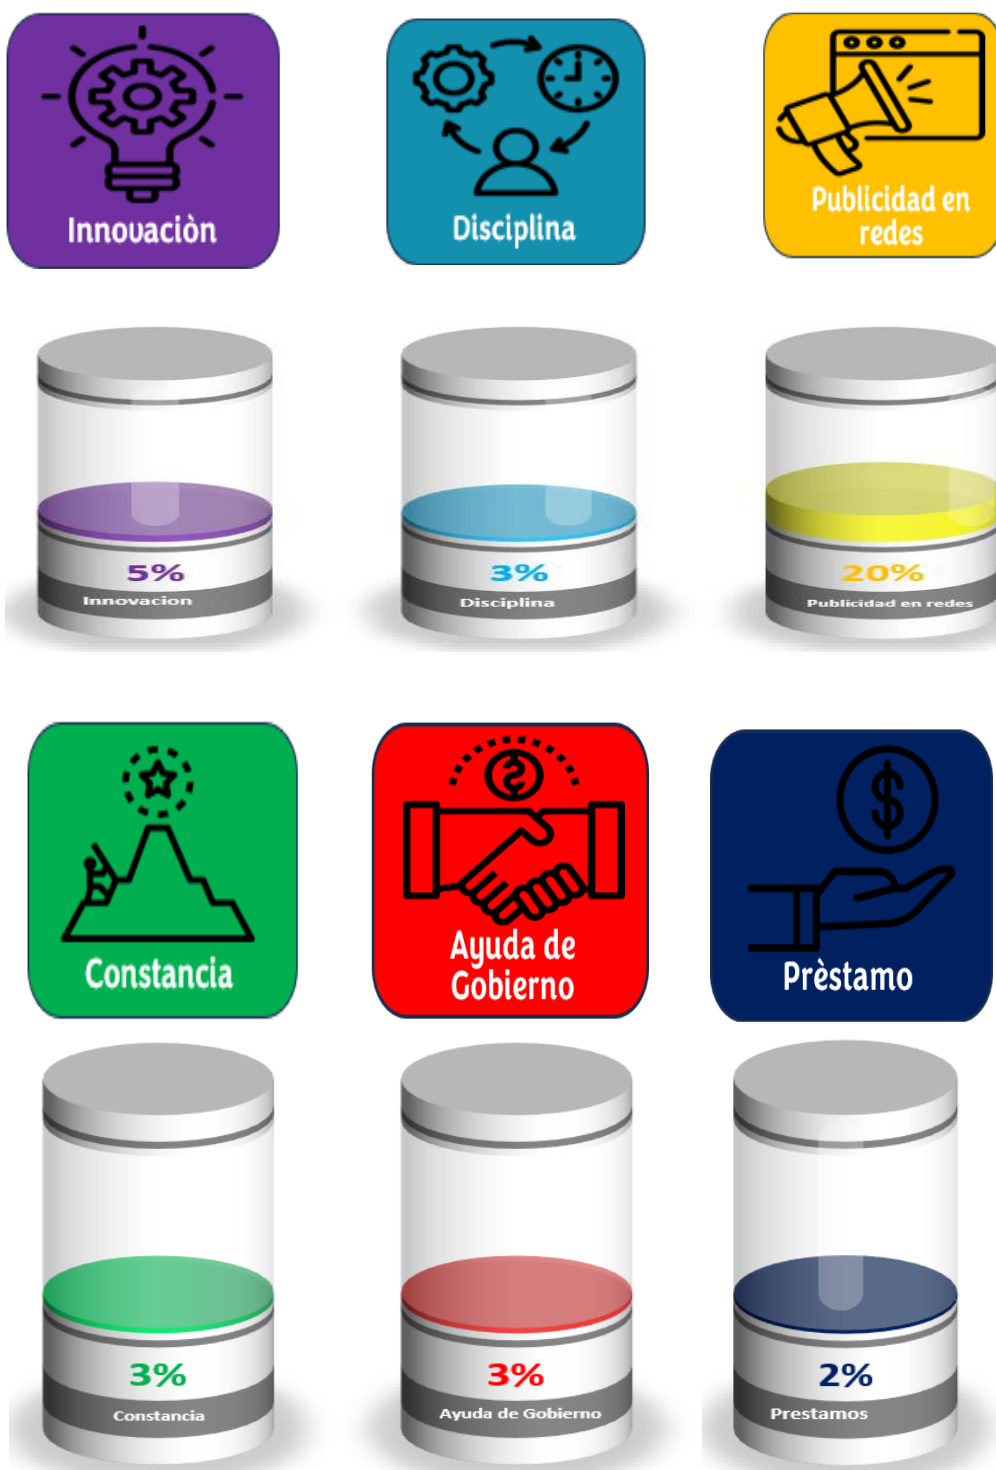 Innovaciòn
Disciplina
Publicidad en
redes
5%
Innovacion
3%
Disciplina
20%
Publicidad en redes
Constancia
Ayuda de
Gobierno
Prèstamo
3%
Constancia
3%
Ayuda de Gobierno
2%
Prestamos